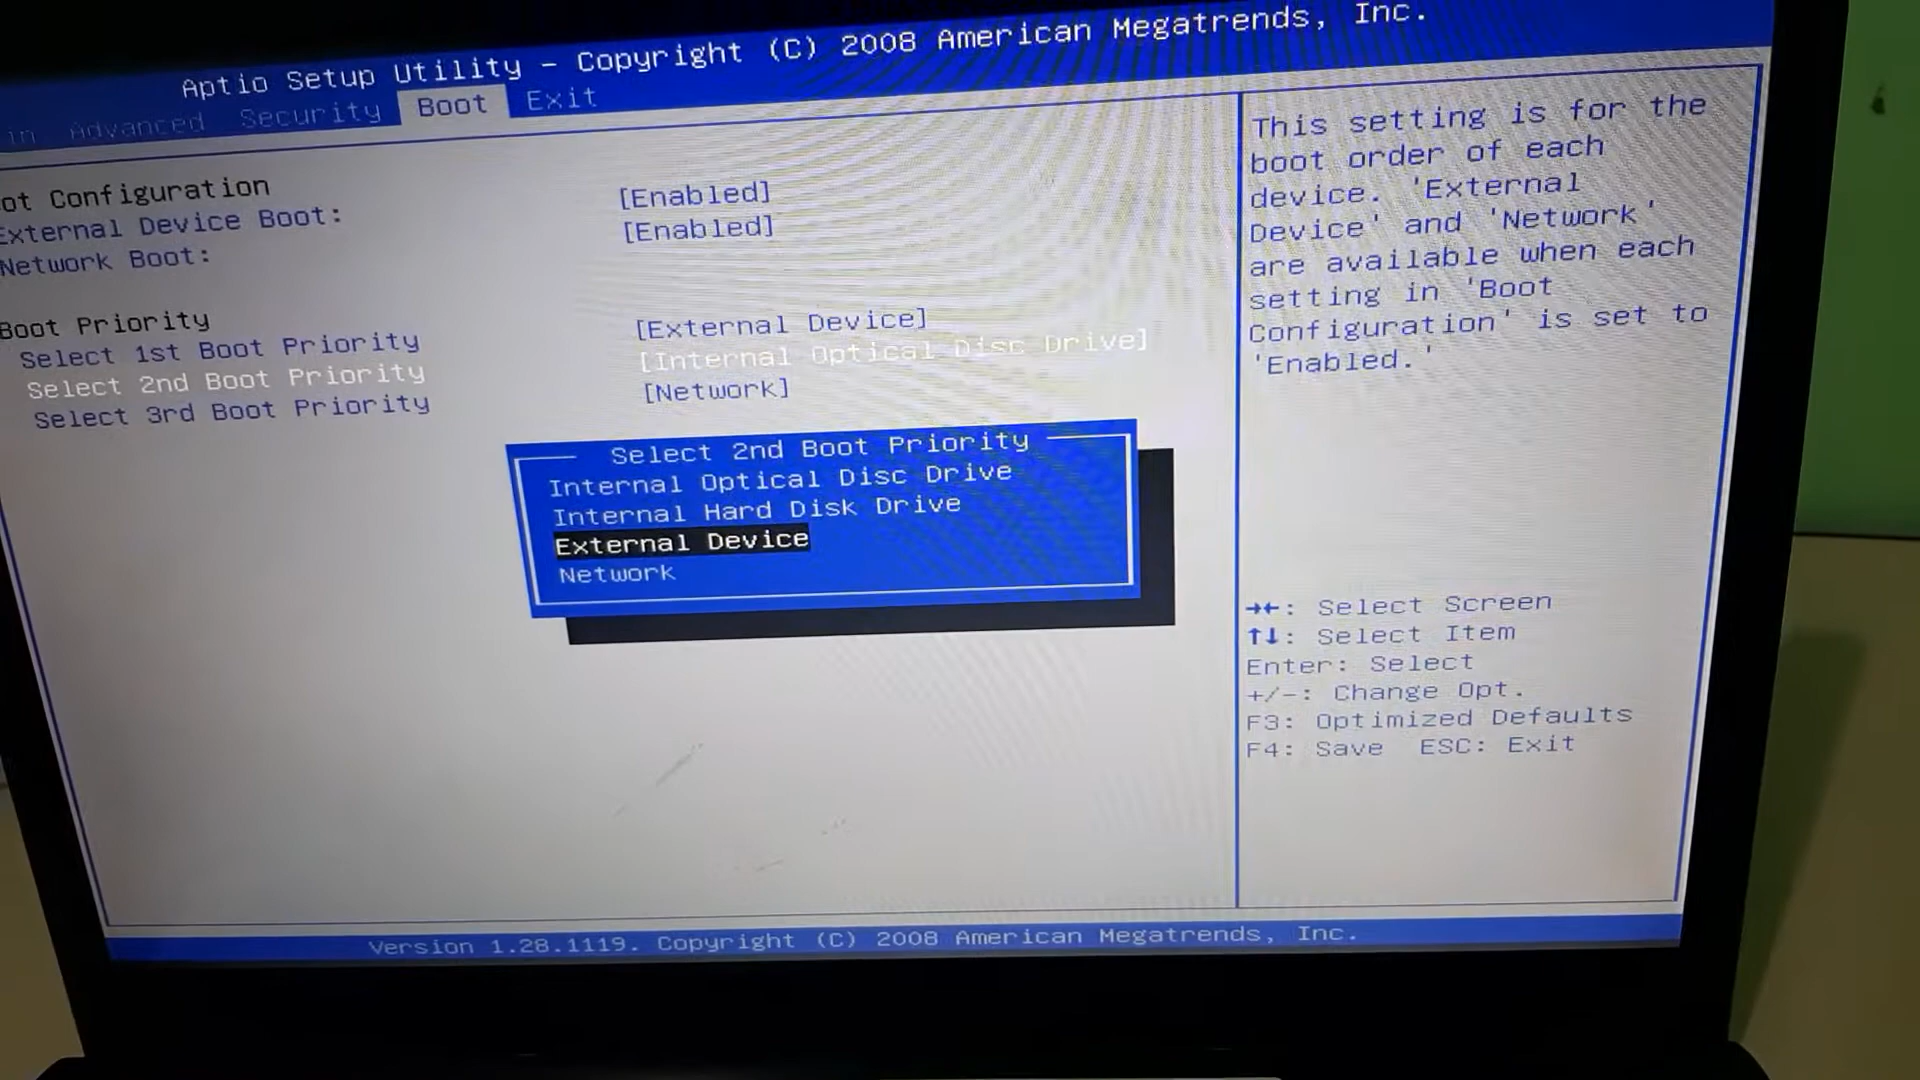 Aptio Setup Utility – Copyright (C) 2008 American Megatrends, Inc.
in Advanced Security Boot Exit
ot Configuration
External Device Boot: [Enabled]
Network Boot: [Enabled]
Boot Priority
Select 1st Boot Priority [External Device]
Select 2nd Boot Priority [Internal Optical Disc Drive]
Select 3rd Boot Priority [Network]
Select 2nd Boot Priority
Internal Optical Disc Drive
Internal Hard Disk Drive
External Device
Network
This setting is for the
boot order of each
device. 'External
Device' and 'Network'
are available when each
setting in 'Boot
Configuration' is set to
'Enabled.'
→←: Select Screen
↑↓: Select Item
Enter: Select
+/-: Change Opt.
F3: Optimized Defaults
F4: Save ESC: Exit
Version 1.28.1119. Copyright (C) 2008 American Megatrends, Inc.